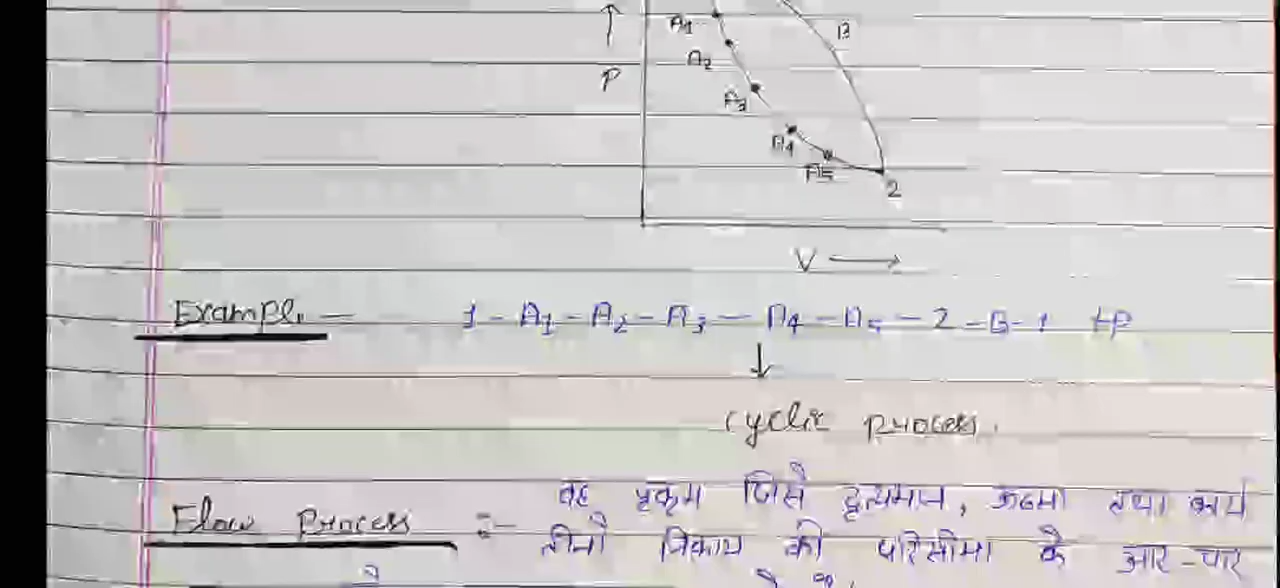 A1
B
A2
P
A3
A4
A5
2
V
Example - 1 - A1 - A2 - A3 - A4 - A5 - 2 - B - 1
cyclic process.
वह प्रक्रम जिसमे द्रव्यमान, ऊष्मा तथा कार्य
Flow Process :- तीनो निकाय की परिसीमा के आर-पार